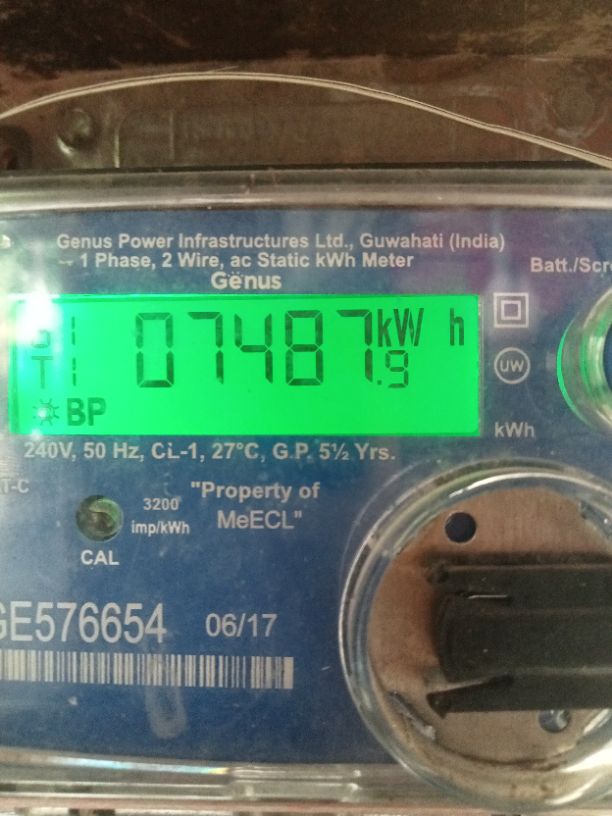 Genus Power Infrastructures Ltd., Guwahati (India)
~ 1 Phase, 2 Wire, ac Static kWh Meter
Batt./Scr
Genus
07487.9 kW h
T1
BP
UW
kWh
240V, 50 Hz, CL-1, 27°C, G.P. 5½ Yrs.
T-C
3200
imp/kWh
"Property of
MeECL"
CAL
GE576654 06/17